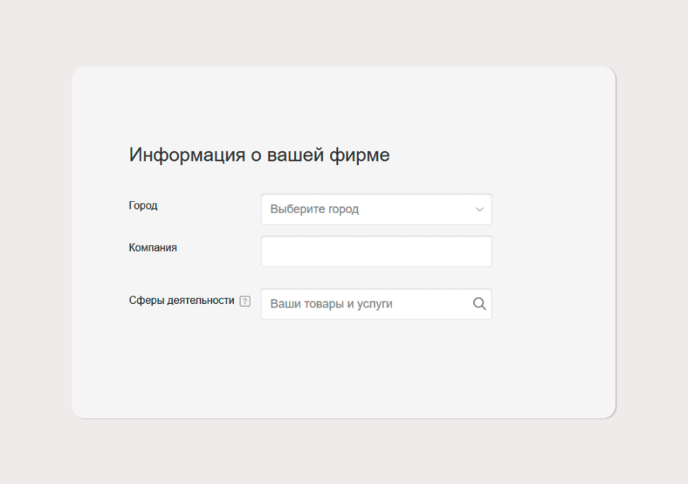 Информация о вашей фирме
Город
Выберите город
Компания
Сферы деятельности ?
Ваши товары и услуги